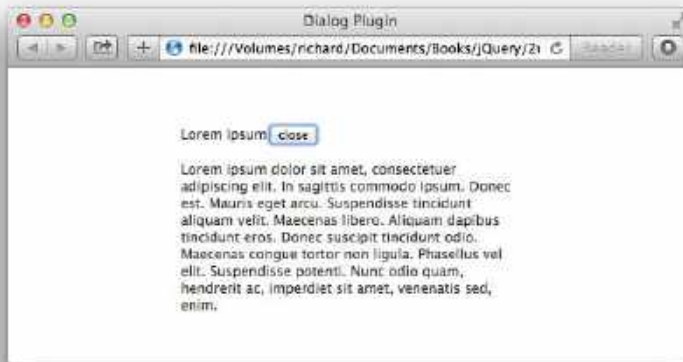 Dialog Plugin
file:///Volumes/richard/Documents/Books/jQuery/2
Reader
Lorem Ipsum close
Lorem ipsum dolor sit amet, consectetuer
adipiscing elit. In sagittis commodo ipsum. Donec
est. Mauris eget arcu. Suspendisse tincidunt
aliquam velit. Maecenas libero. Aliquam dapibus
tincidunt eros. Donec suscipit tincidunt odio.
Maecenas congue tortor non ligula. Phasellus vel
elit. Suspendisse potenti. Nunc odio quam,
hendrerit ac, imperdiet sit amet, venenatis sed,
enim.